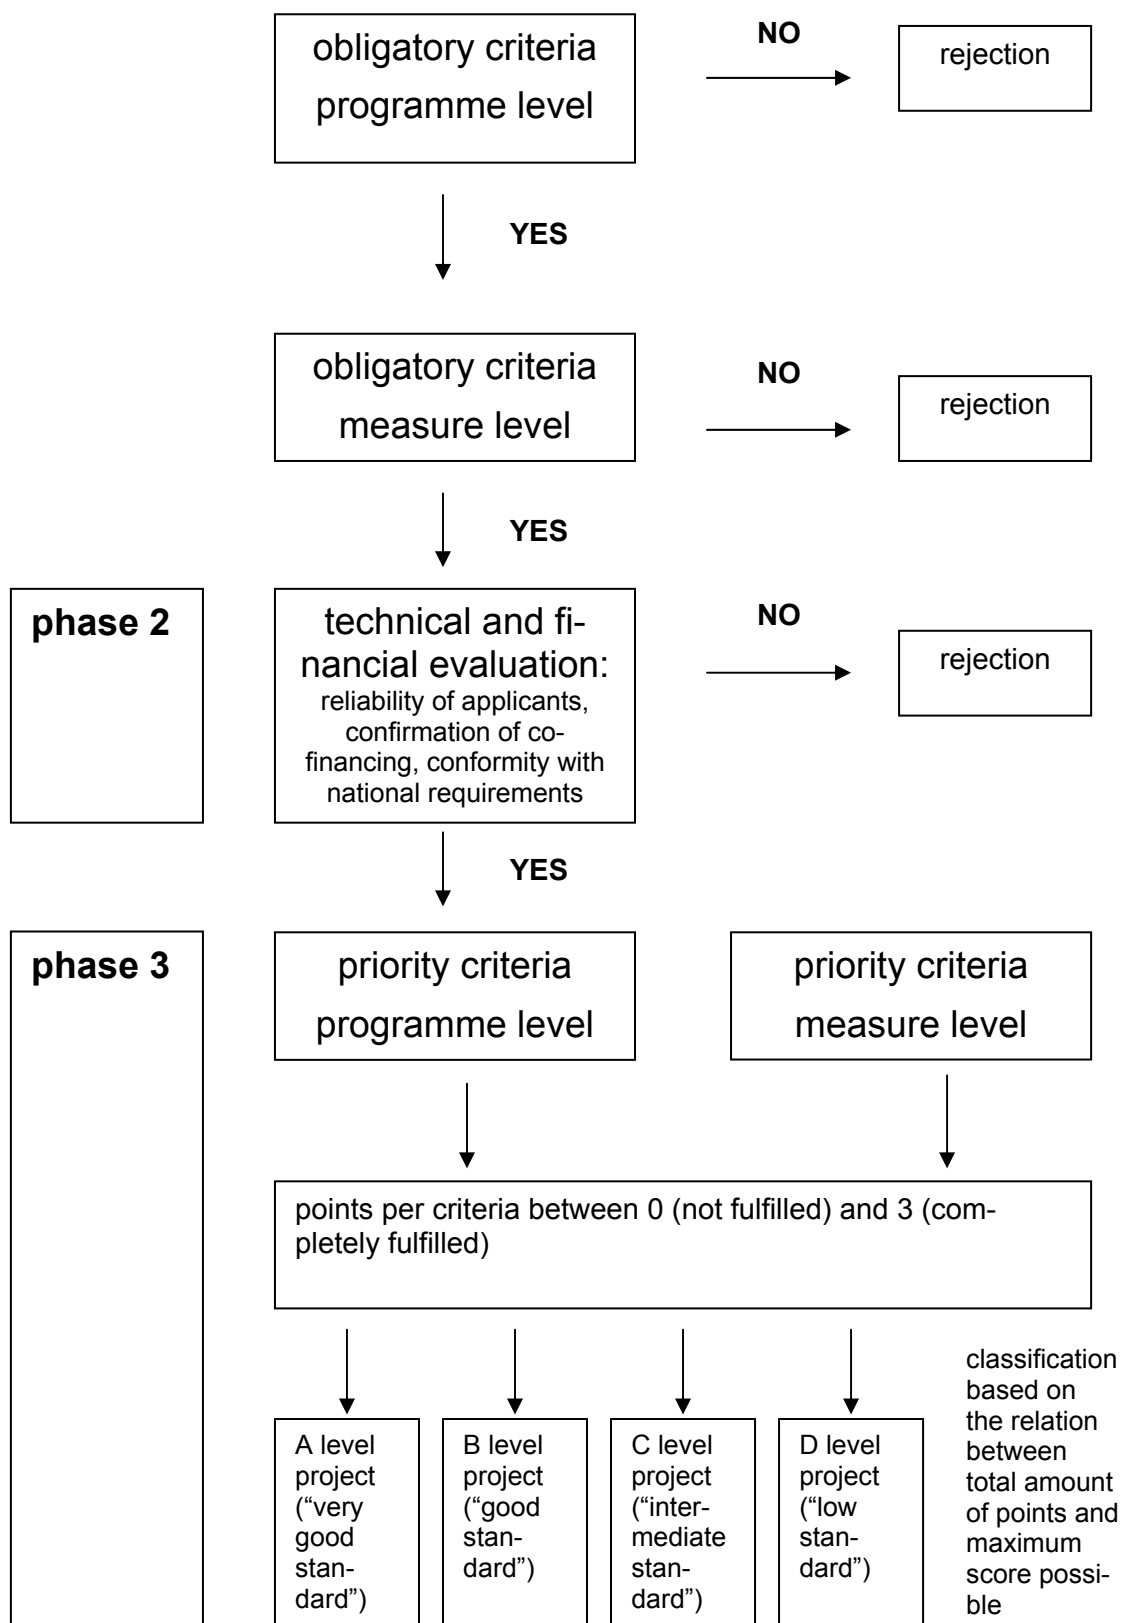 obligatory criteria
programme level
NO
rejection
YES
obligatory criteria
measure level
NO
rejection
YES
phase 2
technical and fi-
nancial evaluation:
reliability of applicants,
confirmation of co-
financing, conformity with
national requirements
NO
rejection
YES
phase 3
priority criteria
programme level
priority criteria
measure level
points per criteria between 0 (not fulfilled) and 3 (com-
pletely fulfilled)
A level
project
(“very
good
stan-
dard”)
B level
project
(“good
stan-
dard”)
C level
project
(“inter-
mediate
stan-
dard”)
D level
project
(“low
stan-
dard”)
classification
based on
the relation
between
total amount
of points and
maximum
score possi-
ble